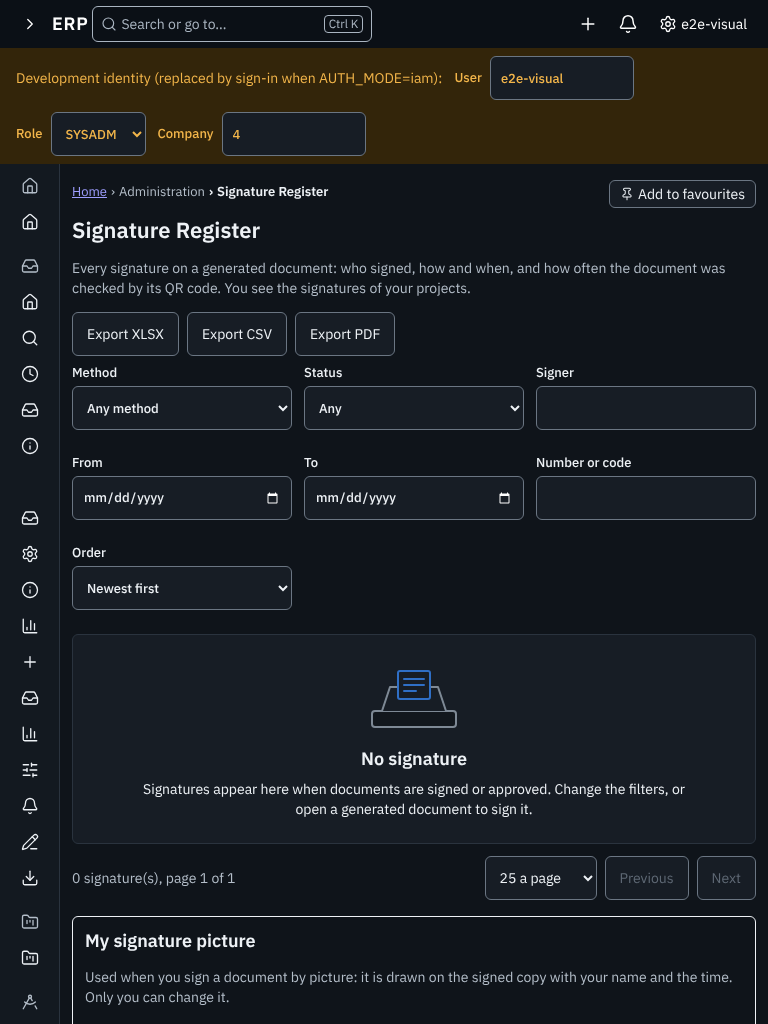 ERP
Search or go to...
Ctrl K
e2e-visual
Development identity (replaced by sign-in when AUTH_MODE=iam):
User
e2e-visual
Role
SYSADM
Company
4
Home › Administration › Signature Register
Add to favourites
Signature Register
Every signature on a generated document: who signed, how and when, and how often the document was
checked by its QR code. You see the signatures of your projects.
Export XLSX
Export CSV
Export PDF
Method
Status
Signer
Any method
Any
From
To
Number or code
mm/dd/yyyy
mm/dd/yyyy
Order
Newest first
No signature
Signatures appear here when documents are signed or approved. Change the filters, or
open a generated document to sign it.
0 signature(s), page 1 of 1
25 a page
Previous
Next
My signature picture
Used when you sign a document by picture: it is drawn on the signed copy with your name and the time.
Only you can change it.